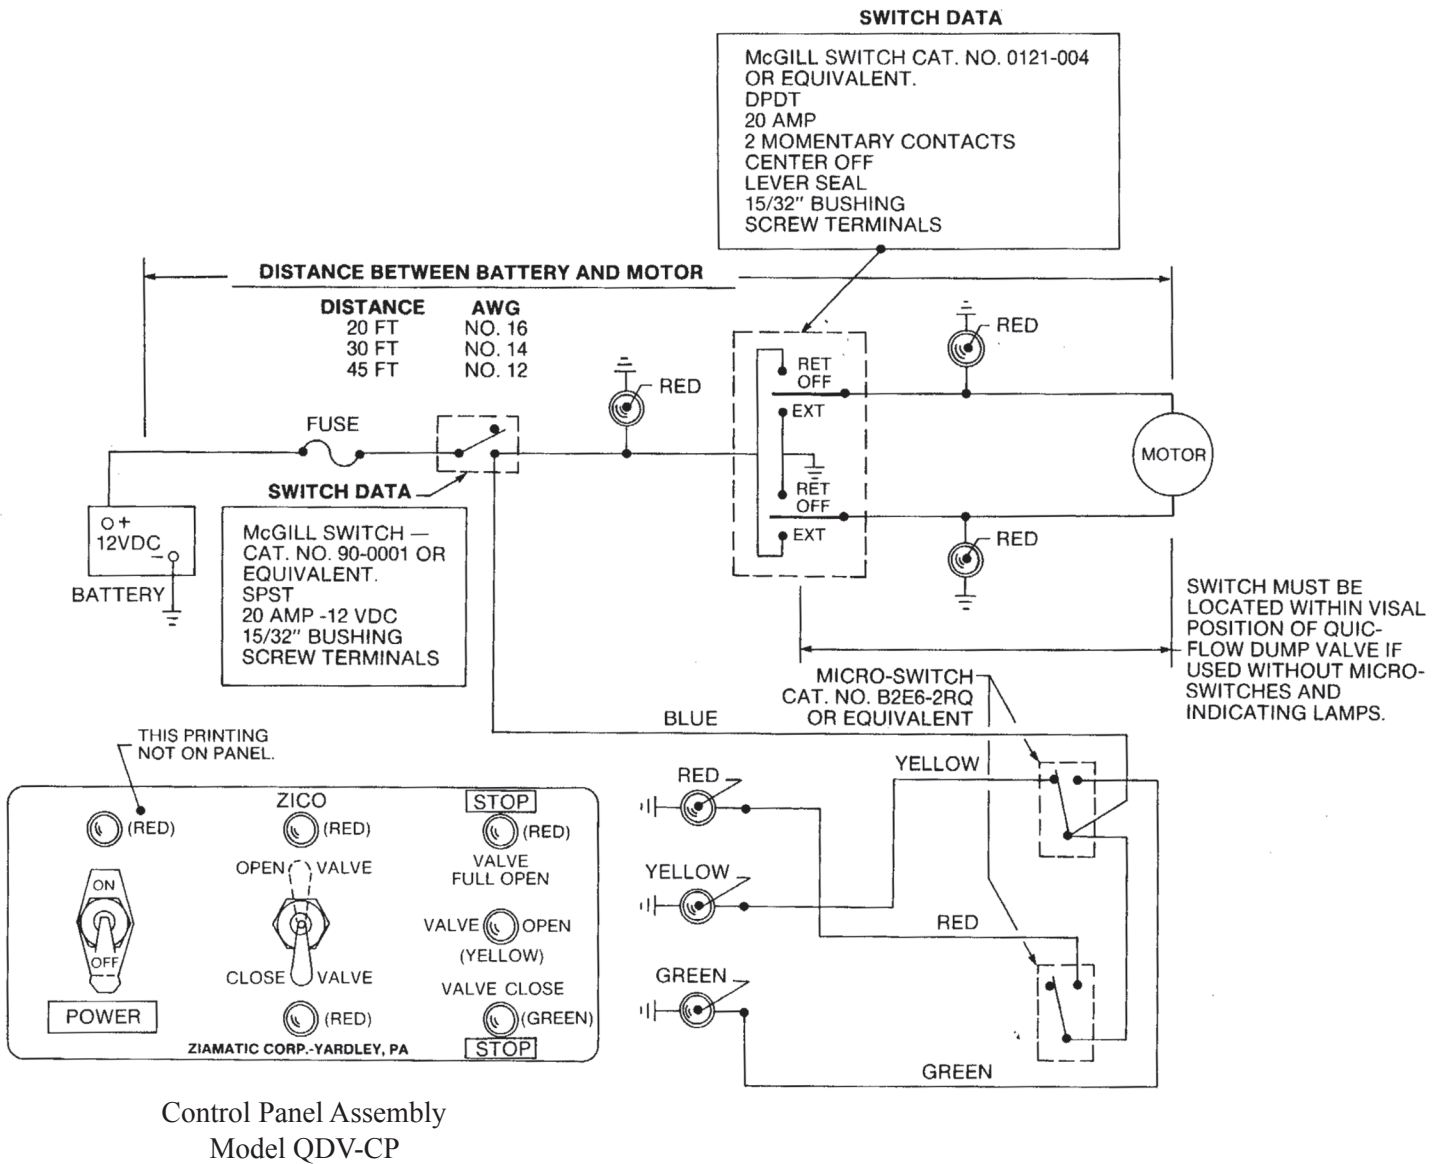 SWITCH DATA
McGILL SWITCH CAT. NO. 0121-004
OR EQUIVALENT.
DPDT
20 AMP
2 MOMENTARY CONTACTS
CENTER OFF
LEVER SEAL
15/32" BUSHING
SCREW TERMINALS
DISTANCE BETWEEN BATTERY AND MOTOR
DISTANCE AWG
20 FT NO. 16
30 FT NO. 14
45 FT NO. 12
RED
RED
RET
OFF
EXT
FUSE
MOTOR
RET
OFF
EXT
RED
SWITCH DATA
McGILL SWITCH —
CAT. NO. 90-0001 OR
EQUIVALENT.
SPST
20 AMP -12 VDC
15/32" BUSHING
SCREW TERMINALS
+
12VDC
-
BATTERY
SWITCH MUST BE
LOCATED WITHIN VISAL
POSITION OF QUIC-
FLOW DUMP VALVE IF
USED WITHOUT MICRO-
SWITCHES AND
INDICATING LAMPS.
MICRO-SWITCH
CAT. NO. B2E6-2RQ
OR EQUIVALENT
BLUE
YELLOW
RED
YELLOW
RED
GREEN
GREEN
THIS PRINTING
NOT ON PANEL.
ZICO
STOP
(RED)
(RED)
(RED)
VALVE
FULL OPEN
OPEN VALVE
ON
OFF
VALVE OPEN
(YELLOW)
CLOSE VALVE
VALVE CLOSE
POWER
(RED)
(GREEN)
STOP
ZIAMATIC CORP.-YARDLEY, PA
Control Panel Assembly
Model QDV-CP